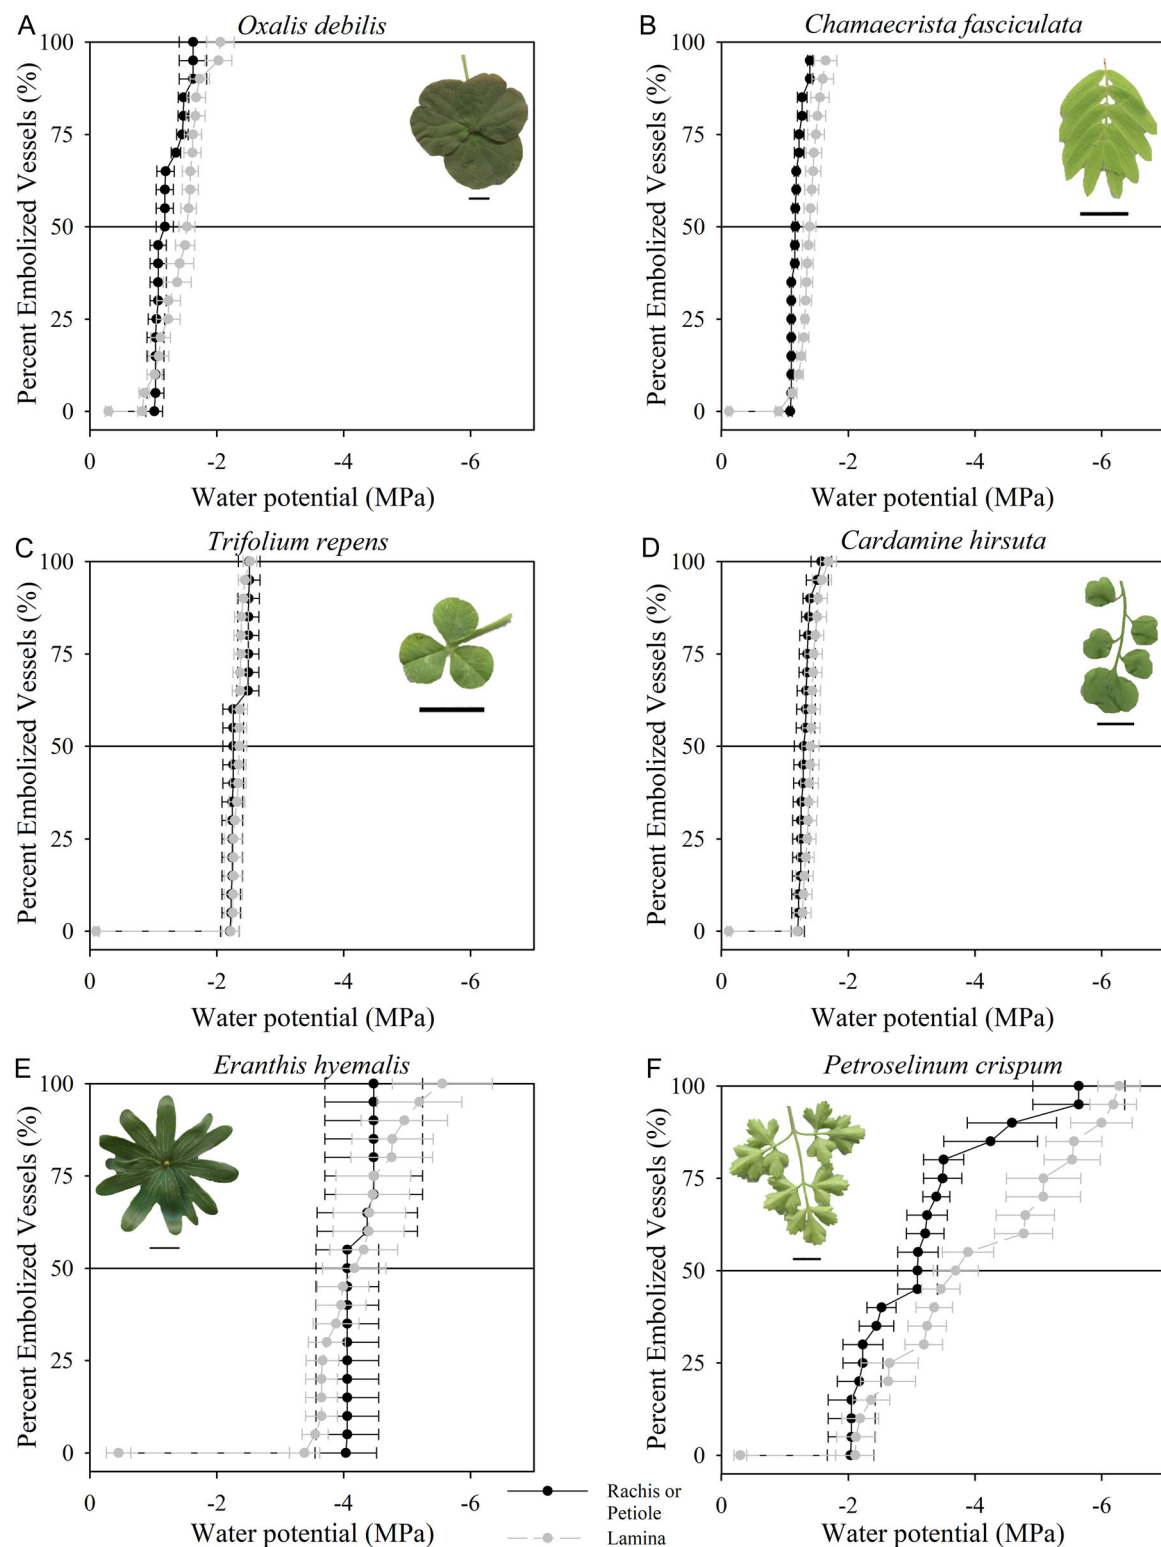 A
Oxalis debilis
Percent Embolized Vessels (%)
100
75
50
25
0
0
-2
-4
-6
Water potential (MPa)
B
Chamaecrista fasciculata
Percent Embolized Vessels (%)
100
75
50
25
0
0
-2
-4
-6
Water potential (MPa)
C
Trifolium repens
Percent Embolized Vessels (%)
100
75
50
25
0
0
-2
-4
-6
Water potential (MPa)
D
Cardamine hirsuta
Percent Embolized Vessels (%)
100
75
50
25
0
0
-2
-4
-6
Water potential (MPa)
E
Eranthis hyemalis
Percent Embolized Vessels (%)
100
75
50
25
0
0
-2
-4
-6
Water potential (MPa)
F
Petroselinum crispum
Percent Embolized Vessels (%)
100
75
50
25
0
0
-2
-4
-6
Water potential (MPa)
Rachis or
Petiole
Lamina